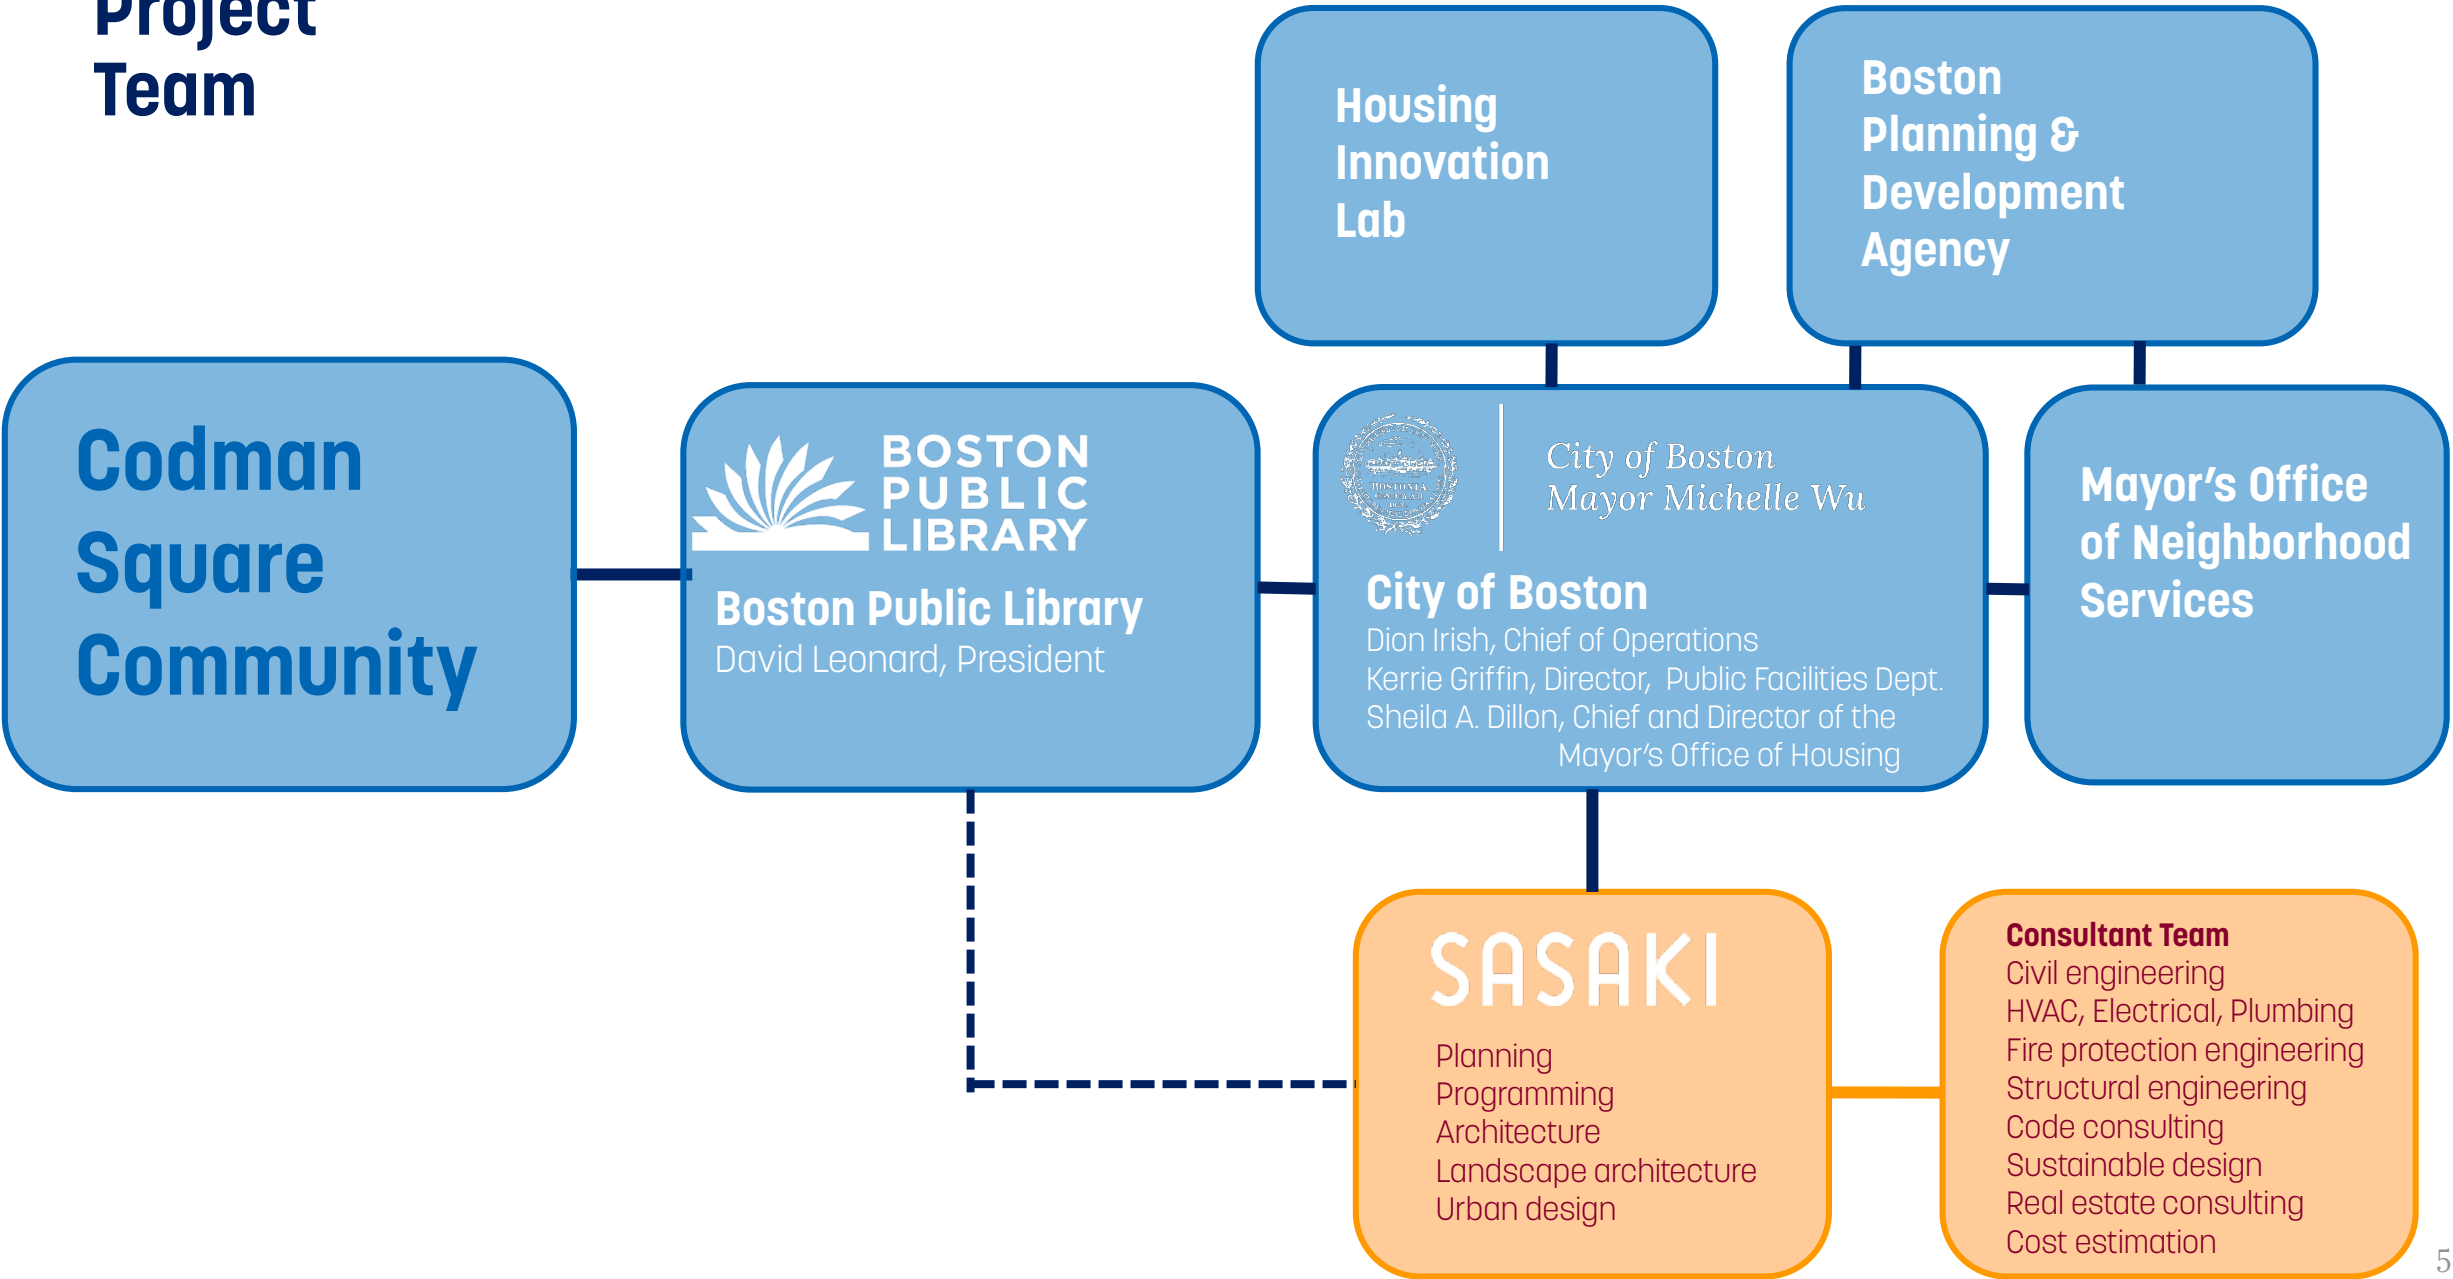 Project
Team
Housing
Innovation
Lab
Boston
Planning &
Development
Agency
Codman
Square
Community
BOSTON
PUBLIC
LIBRARY
Boston Public Library
David Leonard, President
BOSTONIA
City of Boston
Mayor Michelle Wu
City of Boston
Dion Irish, Chief of Operations
Kerrie Griffin, Director, Public Facilities Dept.
Sheila A. Dillon, Chief and Director of the
Mayor's Office of Housing
Mayor's Office
of Neighborhood
Services
SASAKI
Planning
Programming
Architecture
Landscape architecture
Urban design
Consultant Team
Civil engineering
HVAC, Electrical, Plumbing
Fire protection engineering
Structural engineering
Code consulting
Sustainable design
Real estate consulting
Cost estimation
5